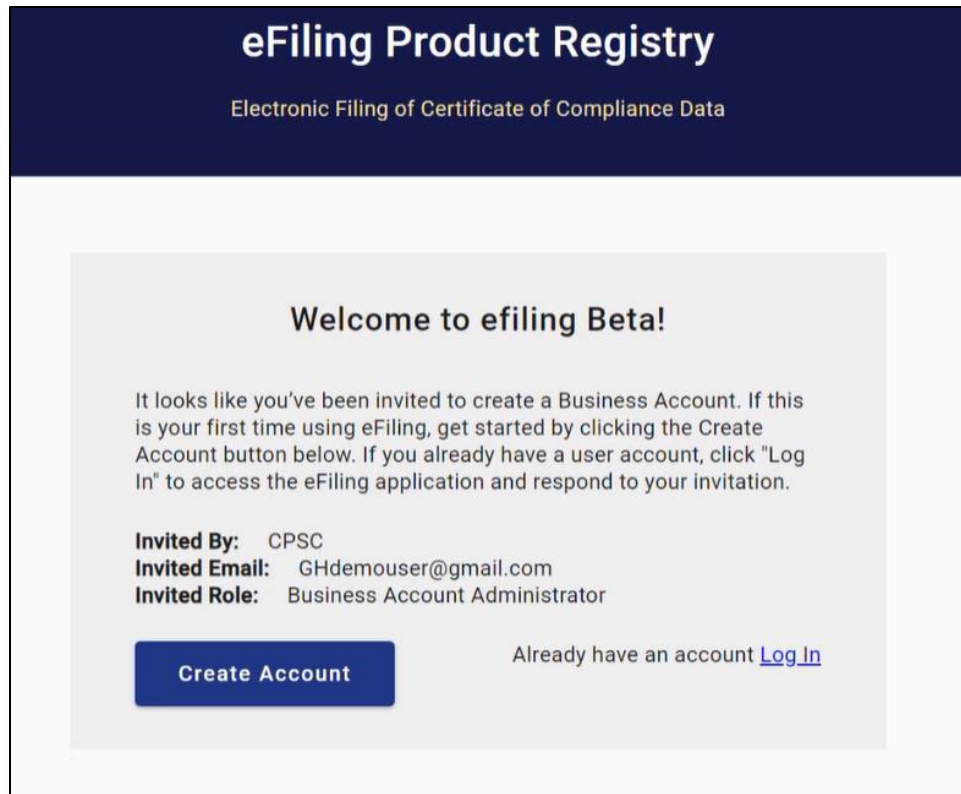 eFiling Product Registry
Electronic Filing of Certificate of Compliance Data
Welcome to efiling Beta!
It looks like you've been invited to create a Business Account. If this
is your first time using eFiling, get started by clicking the Create
Account button below. If you already have a user account, click "Log
In" to access the eFiling application and respond to your invitation.
Invited By: CPSC
Invited Email: GHdemouser@gmail.com
Invited Role: Business Account Administrator
Create Account
Already have an account Log In